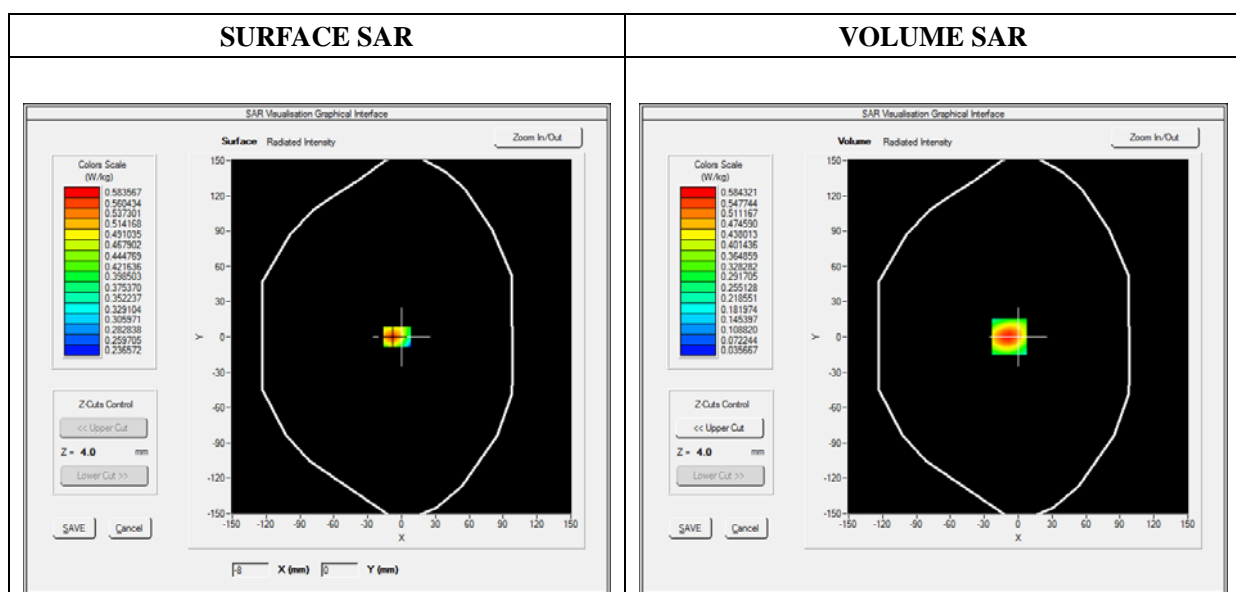 SURFACE SAR
VOLUME SAR
SAR Visualisation Graphical Interface
Surface Radiated Intensity
Zoom In/Out
Colors Scale
(W/kg)
0.583567
0.560434
0.537301
0.514168
0.491035
0.467902
0.444769
0.421636
0.398503
0.375370
0.352237
0.329104
0.305971
0.282838
0.259705
0.236572
Z-Cuts Control
<< Upper Cut
Z = 4.0 mm
Lower Cut >>
SAVE Cancel
150
120
90
60
30
0
-30
-60
-90
-120
-150
Y
-150 -120 -90 -60 -30 0 30 60 90 120 150
X
-8 X (mm) 0 Y (mm)
SAR Visualisation Graphical Interface
Volume Radiated Intensity
Zoom In/Out
Colors Scale
(W/kg)
0.584321
0.547744
0.511167
0.474590
0.438013
0.401436
0.364859
0.328282
0.291705
0.255128
0.218551
0.181974
0.145397
0.108820
0.072244
0.035667
Z-Cuts Control
<< Upper Cut
Z = 4.0 mm
Lower Cut >>
SAVE Cancel
150
120
90
60
30
0
-30
-60
-90
-120
-150
Y
-150 -120 -90 -60 -30 0 30 60 90 120 150
X